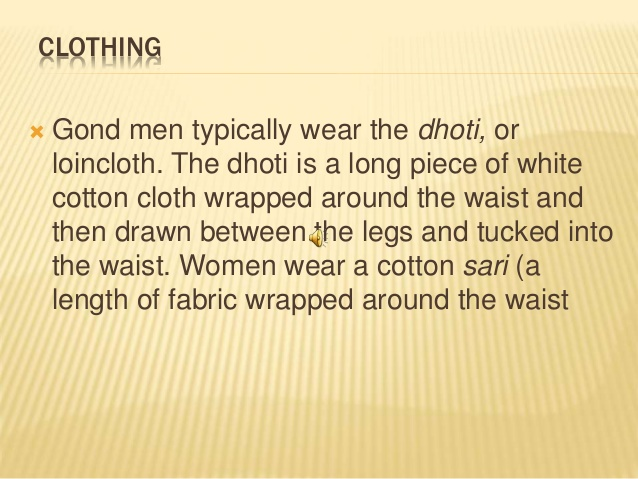 CLOTHING
Gond men typically wear the dhoti, or
loincloth. The dhoti is a long piece of white
cotton cloth wrapped around the waist and
then drawn between the legs and tucked into
the waist. Women wear a cotton sari (a
length of fabric wrapped around the waist